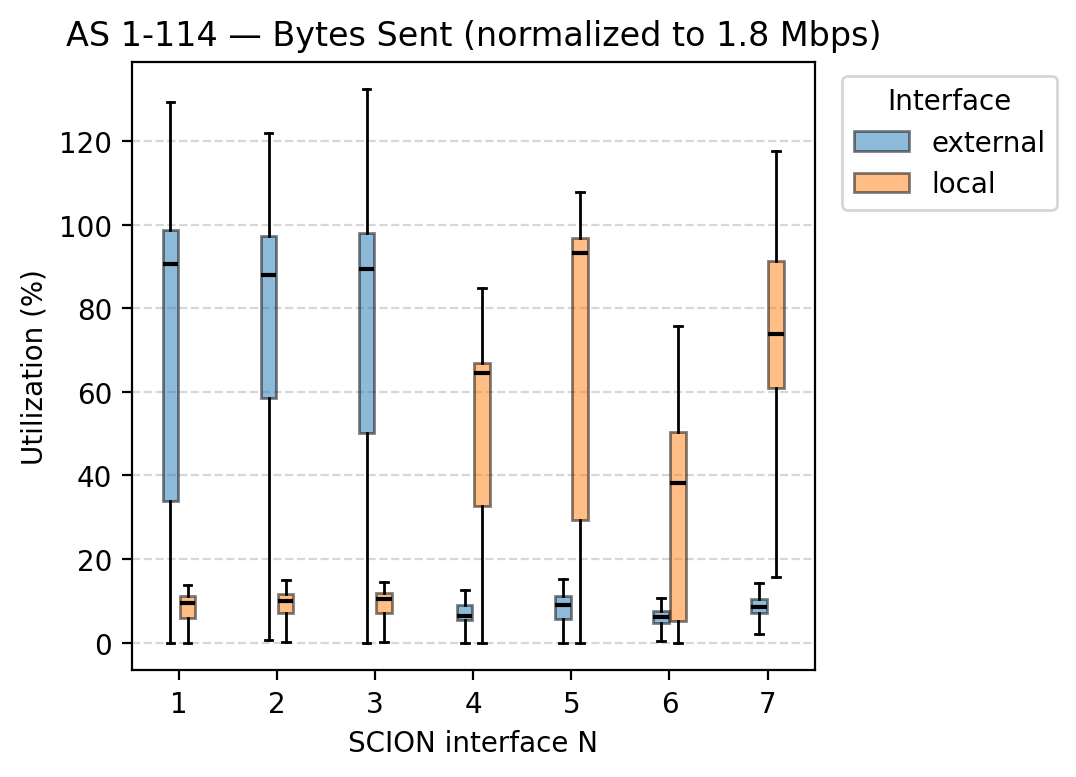 AS 1-114 — Bytes Sent (normalized to 1.8 Mbps)
Interface
external
local
Utilization (%)
120
100
80
60
40
20
0
1 2 3 4 5 6 7
SCION interface N